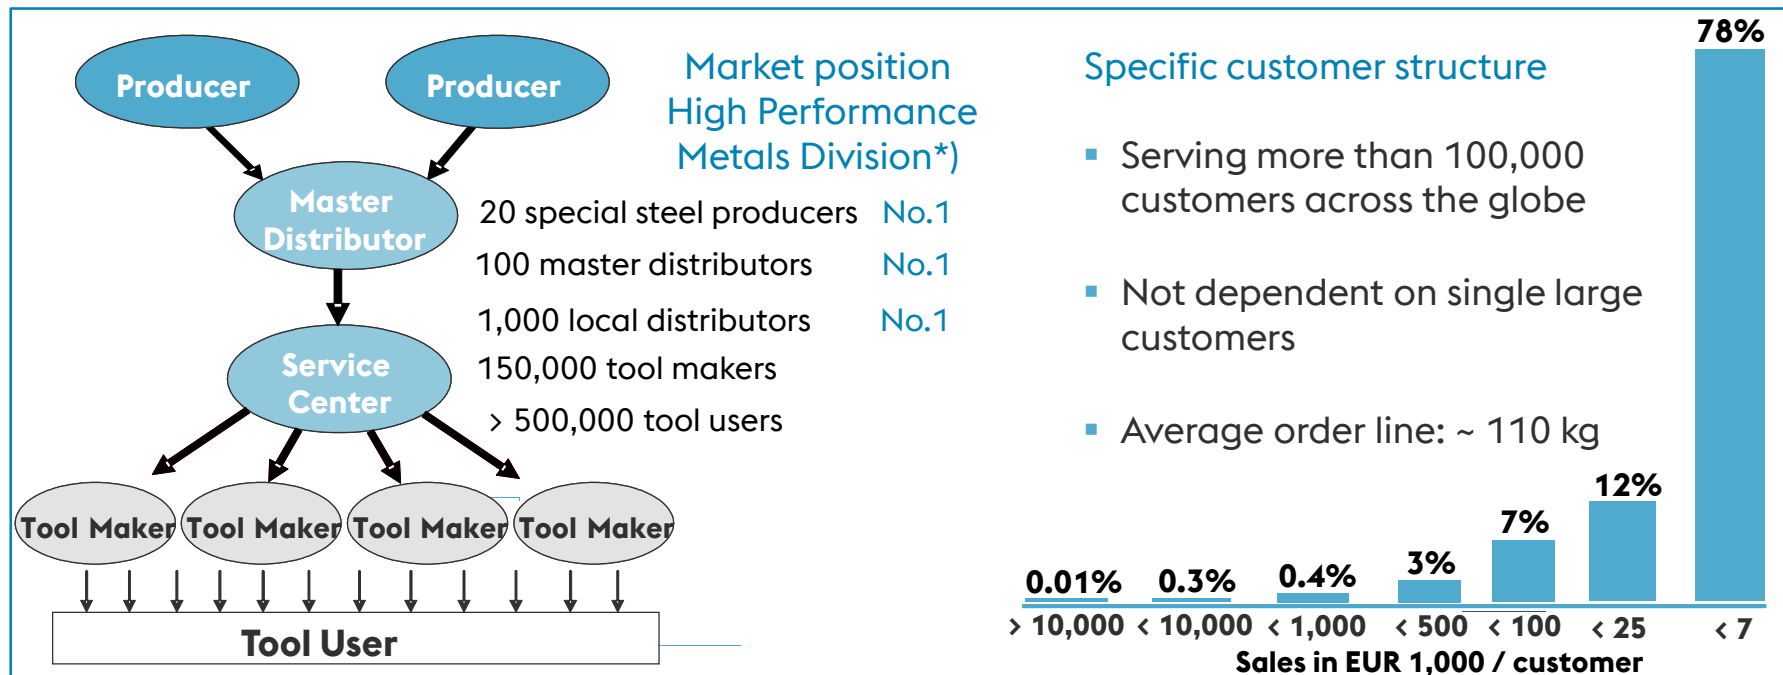 Producer
Producer
Master
Distributor
Service
Center
Tool Maker
Tool Maker
Tool Maker
Tool Maker
Tool User
Market position
High Performance
Metals Division*)
20 special steel producers No.1
100 master distributors No.1
1,000 local distributors No.1
150,000 tool makers
> 500,000 tool users
Specific customer structure
▪ Serving more than 100,000
customers across the globe
▪ Not dependent on single large
customers
▪ Average order line: ~ 110 kg
0.01% 0.3% 0.4% 3% 7% 12% 78%
> 10,000 < 10,000 < 1,000 < 500 < 100 < 25 < 7
Sales in EUR 1,000 / customer